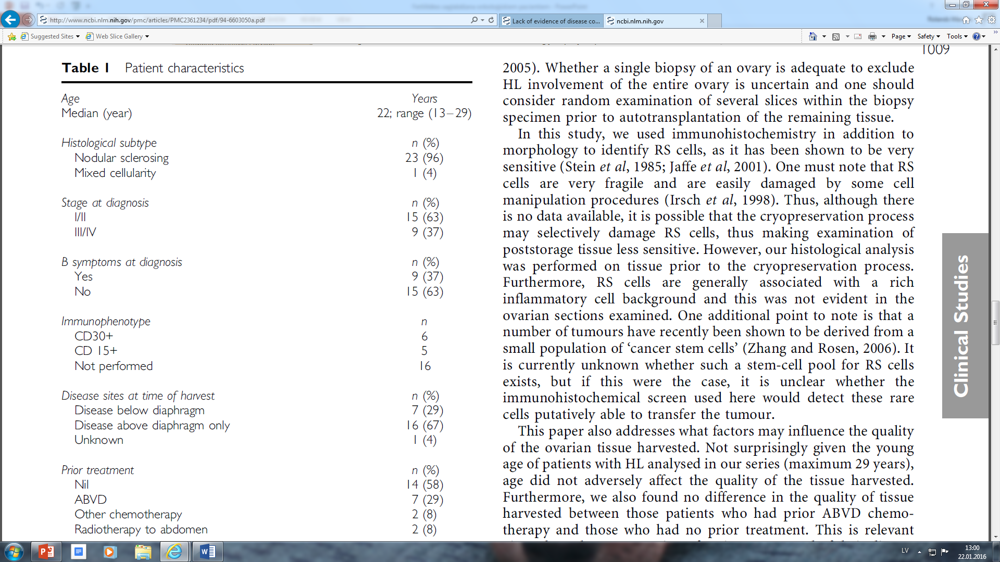 http://www.ncbi.nlm.nih.gov/pmc/articles/PMC2361234/pdf/94-6603050a.pdf
Lack of evidence of disease co...
ncbi.nlm.nih.gov
Suggested Sites
Web Slice Gallery
Page
Safety
Tools
1009
Table 1 Patient characteristics
Age Years
Median (year) 22; range (13–29)
Histological subtype n (%)
Nodular sclerosing 23 (96)
Mixed cellularity 1 (4)
Stage at diagnosis n (%)
I/II 15 (63)
III/IV 9 (37)
B symptoms at diagnosis n (%)
Yes 9 (37)
No 15 (63)
Immunophenotype n
CD30+ 6
CD 15+ 5
Not performed 16
Disease sites at time of harvest n (%)
Disease below diaphragm 7 (29)
Disease above diaphragm only 16 (67)
Unknown 1 (4)
Prior treatment n (%)
Nil 14 (58)
ABVD 7 (29)
Other chemotherapy 2 (8)
Radiotherapy to abdomen 2 (8)
2005). Whether a single biopsy of an ovary is adequate to exclude
HL involvement of the entire ovary is uncertain and one should
consider random examination of several slices within the biopsy
specimen prior to autotransplantation of the remaining tissue.
In this study, we used immunohistochemistry in addition to
morphology to identify RS cells, as it has been shown to be very
sensitive (Stein et al, 1985; Jaffe et al, 2001). One must note that RS
cells are very fragile and are easily damaged by some cell
manipulation procedures (Irsch et al, 1998). Thus, although there
is no data available, it is possible that the cryopreservation process
may selectively damage RS cells, thus making examination of
poststorage tissue less sensitive. However, our histological analysis
was performed on tissue prior to the cryopreservation process.
Furthermore, RS cells are generally associated with a rich
inflammatory cell background and this was not evident in the
ovarian sections examined. One additional point to note is that a
number of tumours have recently been shown to be derived from a
small population of ‘cancer stem cells’ (Zhang and Rosen, 2006). It
is currently unknown whether such a stem-cell pool for RS cells
exists, but if this were the case, it is unclear whether the
immunohistochemical screen used here would detect these rare
cells putatively able to transfer the tumour.
This paper also addresses what factors may influence the quality
of the ovarian tissue harvested. Not surprisingly given the young
age of patients with HL analysed in our series (maximum 29 years),
age did not adversely affect the quality of the tissue harvested.
Furthermore, we also found no difference in the quality of tissue
harvested between those patients who had prior ABVD chemo-
therapy and those who had no prior treatment. This is relevant
Clinical Studies
LV
13:00
22.01.2016